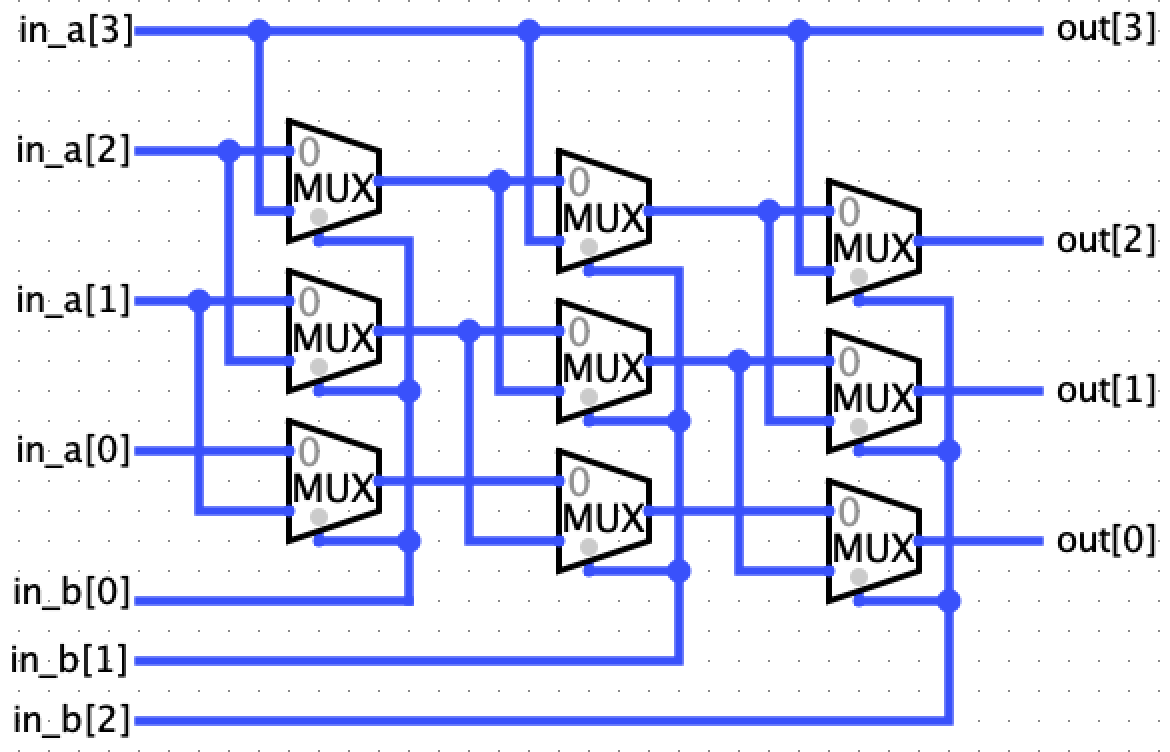 in_a[3] out[3]
in_a[2] 0 MUX
0 MUX
0 MUX out[2]
in_a[1] 0 MUX
0 MUX
0 MUX out[1]
in_a[0] 0 MUX
0 MUX
0 MUX out[0]
in_b[0]
in_b[1]
in_b[2]